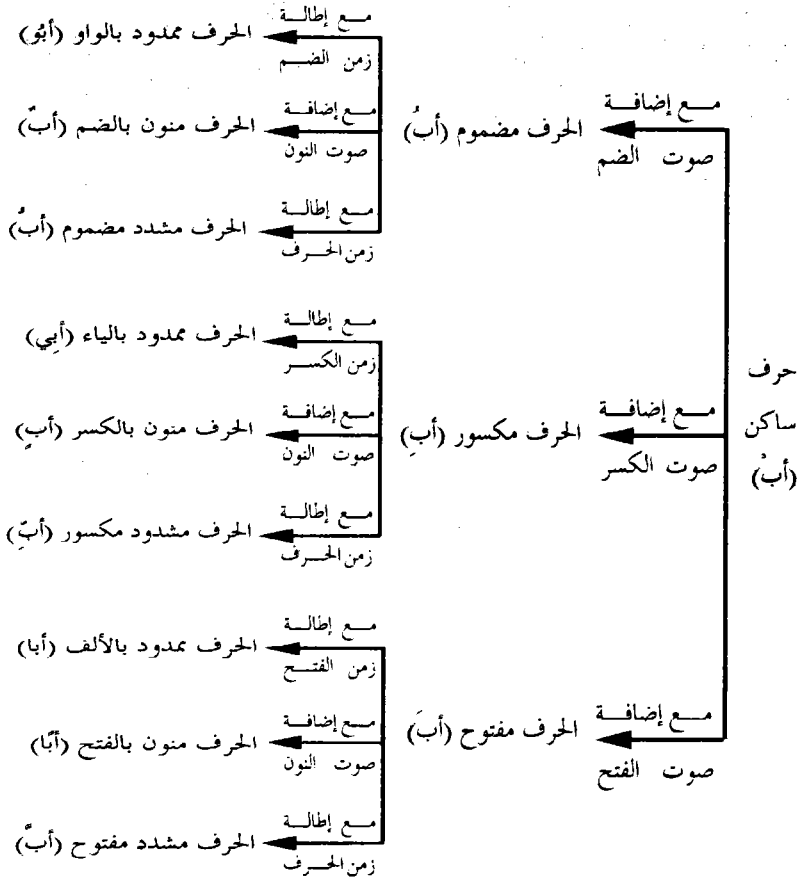 حرف
ساكن
(أبْ)
مع إضافة
صوت الضم
الحرف مضموم (أبُ)
مع إطالة
زمن الضم
الحرف ممدود بالواو (أبُو)
مع إضافة
صوت النون
الحرف منون بالضم (أبٌ)
مع إطالة
زمن الحرف
الحرف مشدد مضموم (أبُّ)
مع إضافة
صوت الكسر
الحرف مكسور (أبِ)
مع إطالة
زمن الكسر
الحرف ممدود بالياء (أبِي)
مع إضافة
صوت النون
الحرف منون بالكسر (أبٍ)
مع إطالة
زمن الحرف
الحرف مشدود مكسور (أبِّ)
مع إضافة
صوت الفتح
الحرف مفتوح (أبَ)
مع إطالة
زمن الفتح
الحرف ممدود بالألف (أبا)
مع إضافة
صوت النون
الحرف منون بالفتح (أبًا)
مع إطالة
زمن الحرف
الحرف مشدد مفتوح (أبَّ)